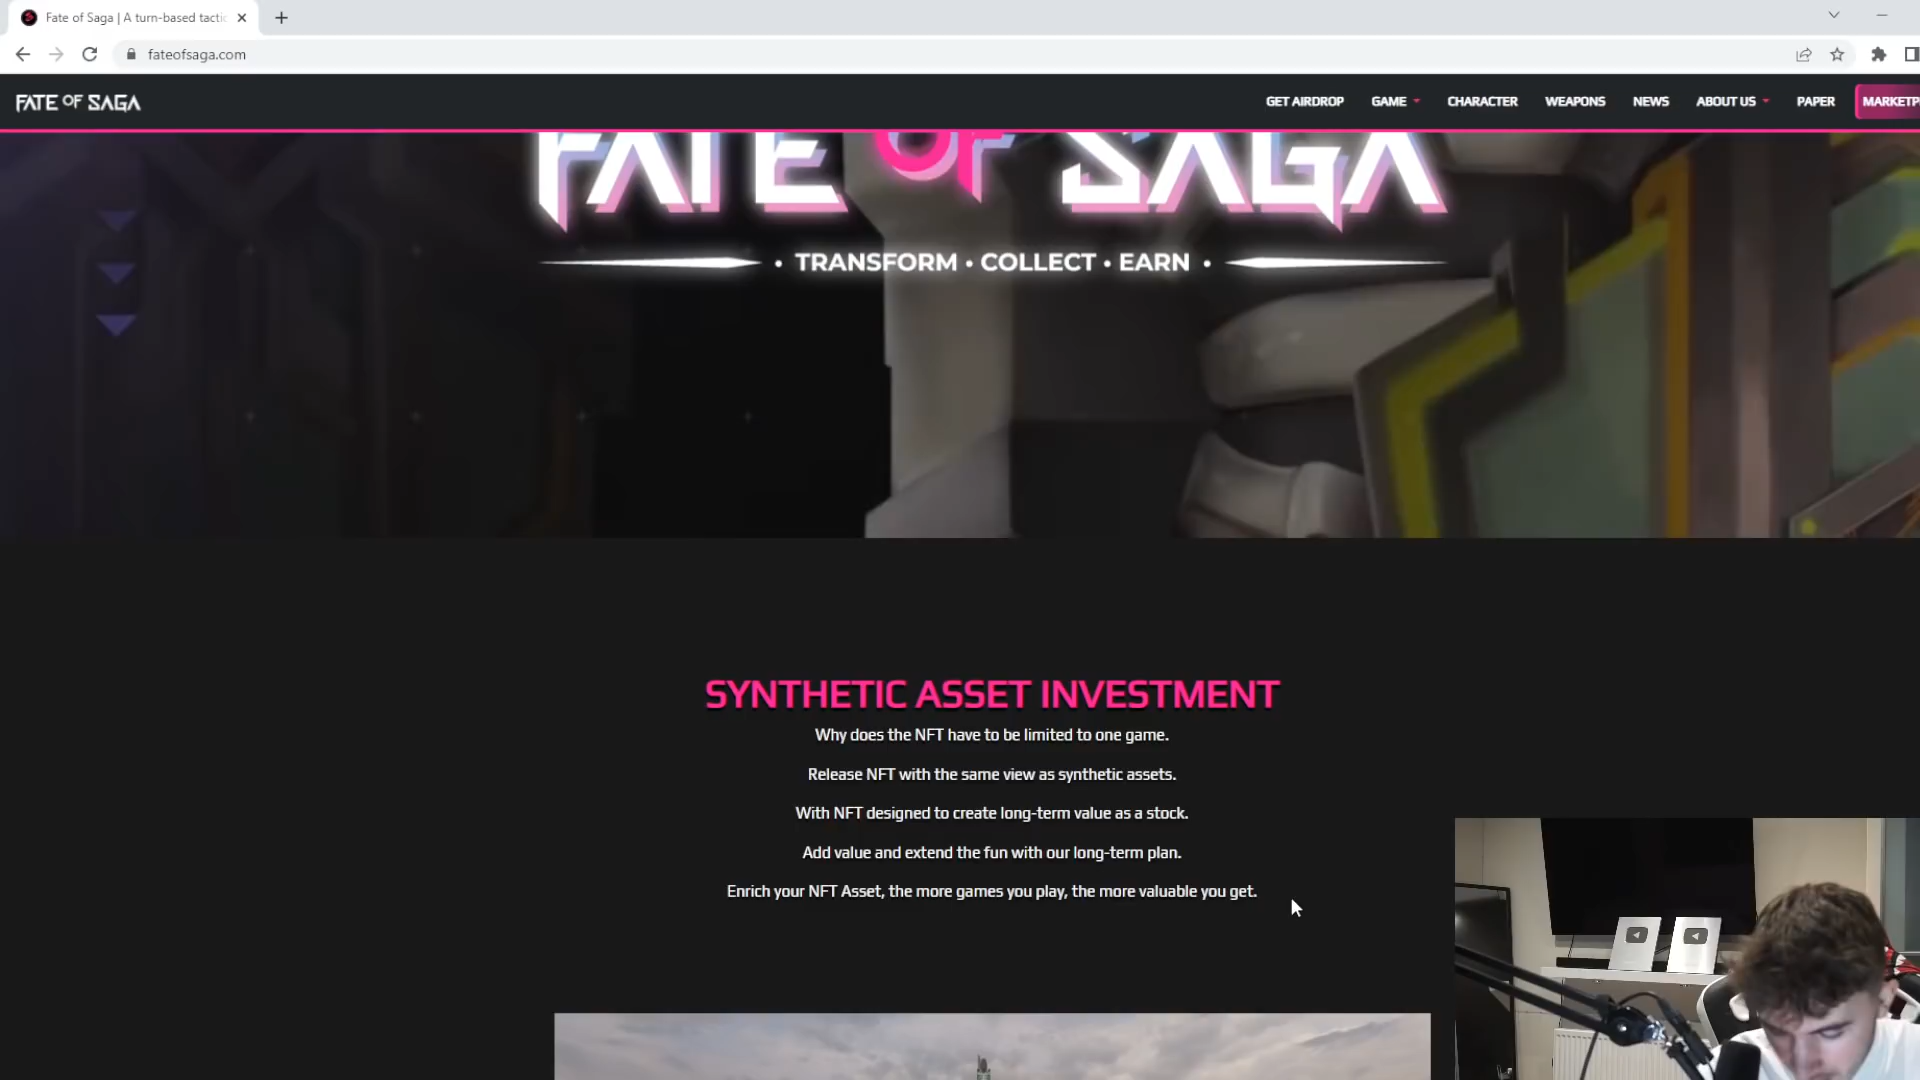 Fate of Saga | A turn-based tactic
fateofsaga.com
FATE OF SAGA
GET AIRDROP
GAME
CHARACTER
WEAPONS
NEWS
ABOUT US
PAPER
MARKETP
FATE OF SAGA
• TRANSFORM • COLLECT • EARN •
SYNTHETIC ASSET INVESTMENT
Why does the NFT have to be limited to one game.
Release NFT with the same view as synthetic assets.
With NFT designed to create long-term value as a stock.
Add value and extend the fun with our long-term plan.
Enrich your NFT Asset, the more games you play, the more valuable you get.